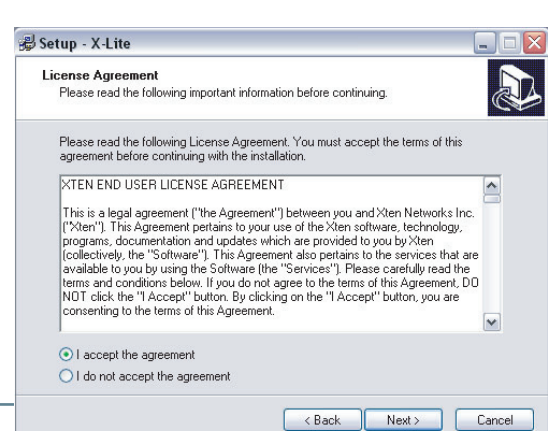 Setup - X-Lite
License Agreement
Please read the following important information before continuing.
Please read the following License Agreement. You must accept the terms of this
agreement before continuing with the installation.
XTEN END USER LICENSE AGREEMENT
This is a legal agreement ("the Agreement") between you and Xten Networks Inc.
("Xten"). This Agreement pertains to your use of the Xten software, technology,
programs, documentation and updates which are provided to you by Xten
(collectively, the "Software"). This Agreement also pertains to the services that are
available to you by using the Software (the "Services"). Please carefully read the
terms and conditions below. If you do not agree to the terms of this Agreement, DO
NOT click the "I Accept" button. By clicking on the "I Accept" button, you are
consenting to the terms of this Agreement.
I accept the agreement
I do not accept the agreement
< Back Next > Cancel